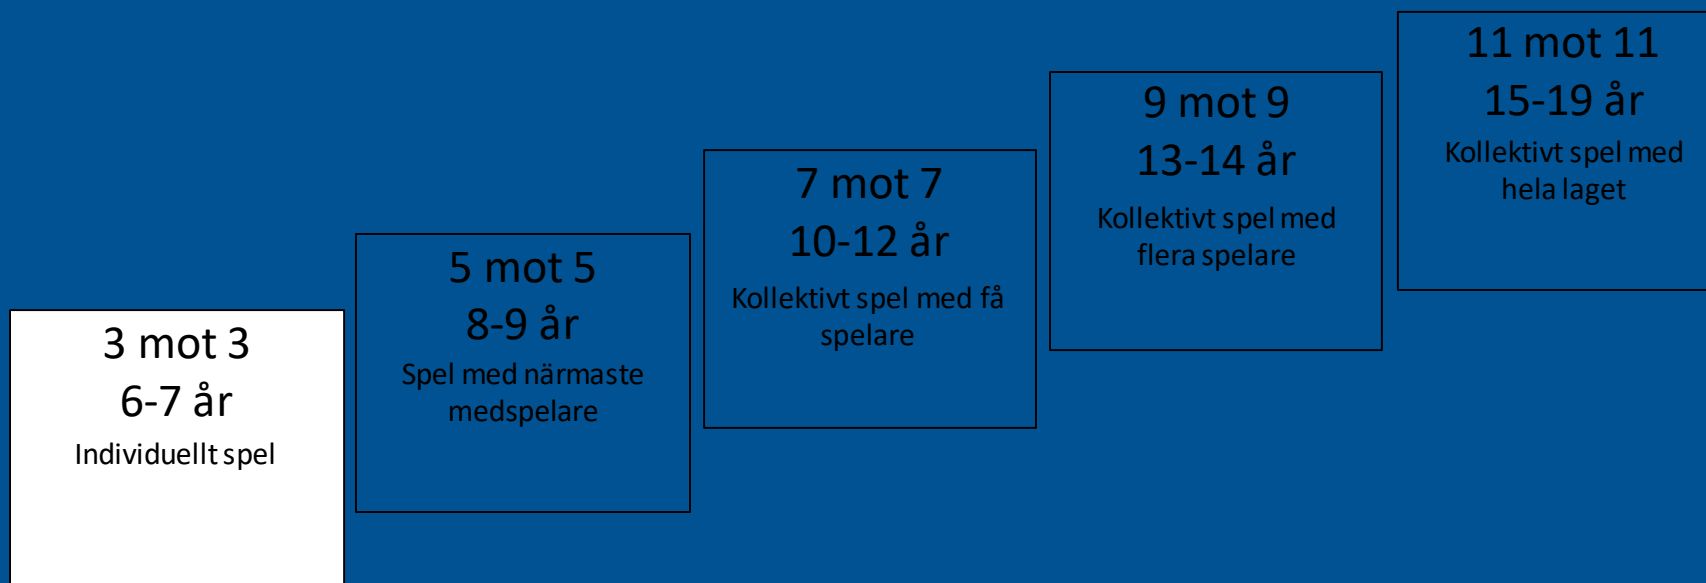 3 mot 3
6-7 år
Individuellt spel
5 mot 5
8-9 år
Spel med närmaste
medspelare
7 mot 7
10-12 år
Kollektivt spel med få
spelare
9 mot 9
13-14 år
Kollektivt spel med
flera spelare
11 mot 11
15-19 år
Kollektivt spel med
hela laget